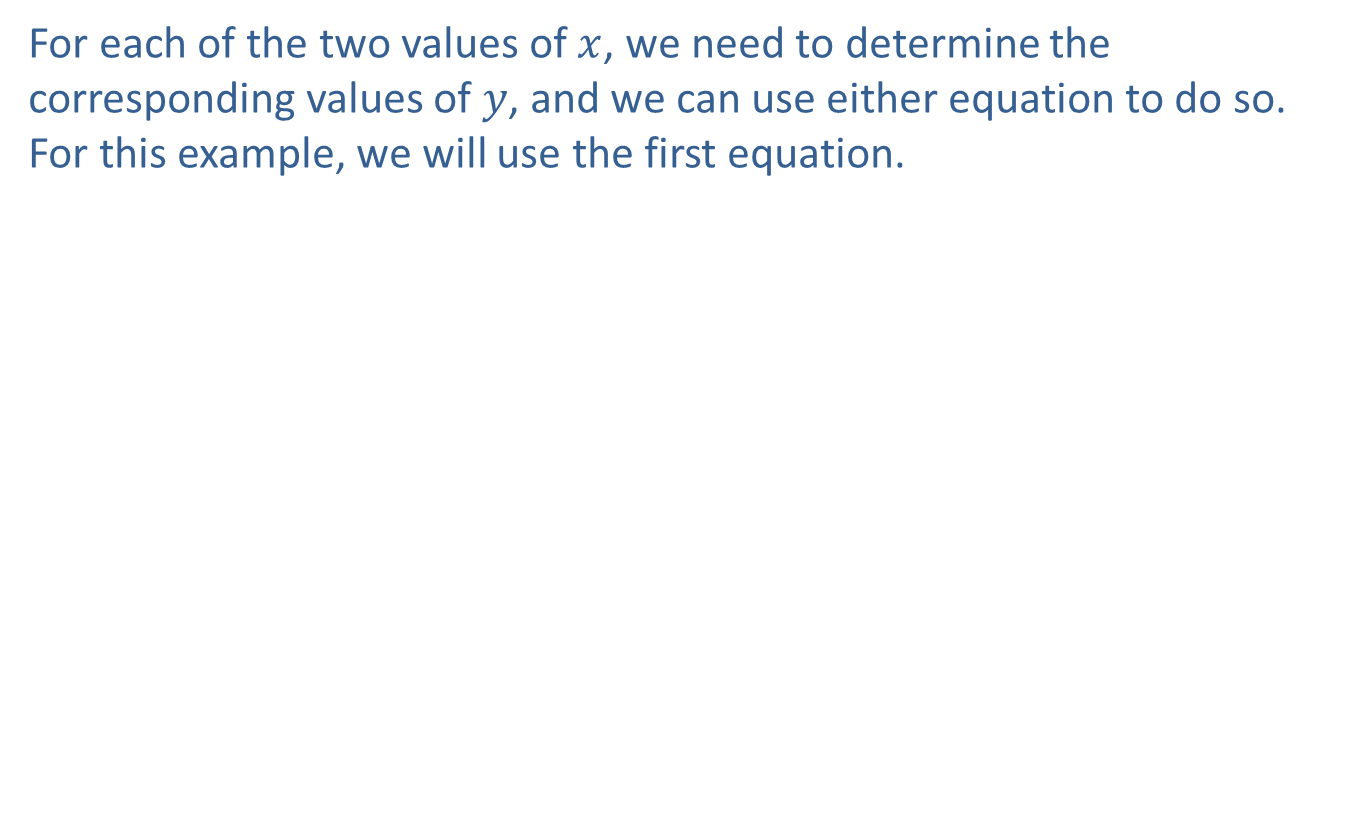 For each of the two values of x, we need to determine the
corresponding values of y, and we can use either equation to do so.
For this example, we will use the first equation.